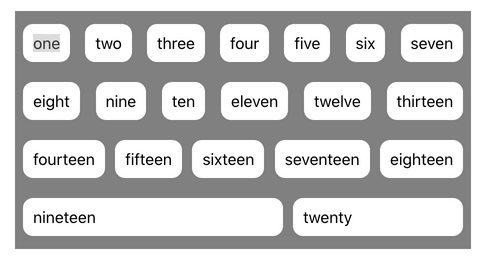 one two three four five six seven
eight nine ten eleven twelve thirteen
fourteen fifteen sixteen seventeen eighteen
nineteen twenty